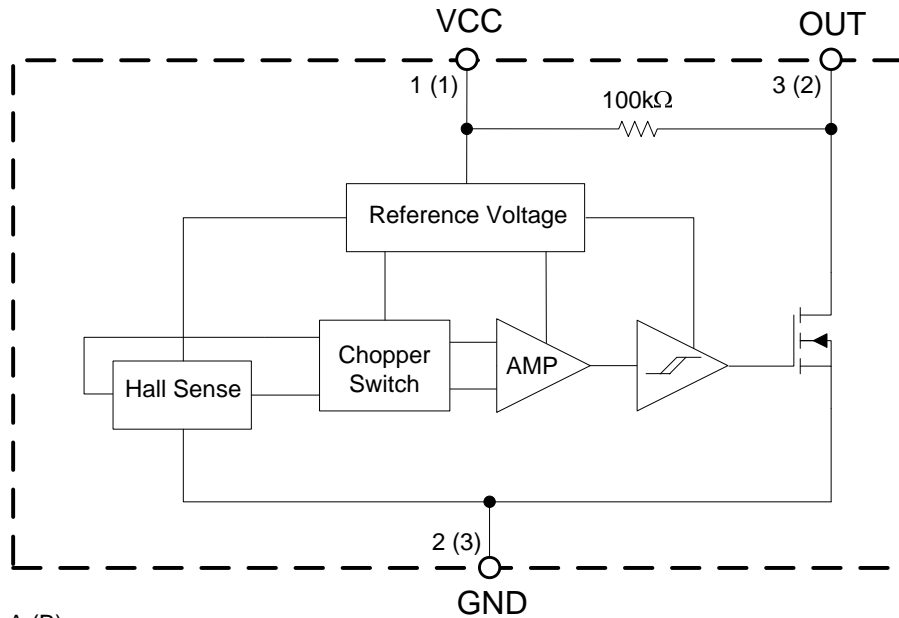 VCC
OUT
1 (1)
3 (2)
100kΩ
Reference Voltage
Chopper
Switch
AMP
Hall Sense
2 (3)
GND